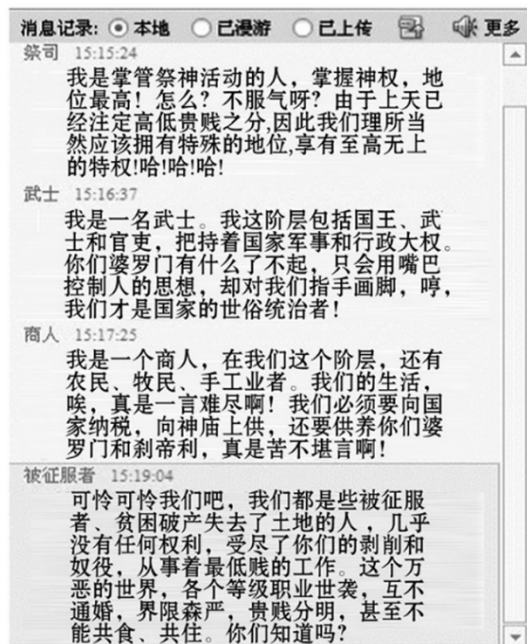 消息记录: 本地 已漫游 已上传 更多
祭司 15:15:24
我是掌管祭神活动的人，掌握神权，地
位最高！怎么？不服气呀？由于上天已
经注定高低贵贱之分,因此我们理所当
然应该拥有特殊的地位,享有至高无上
的特权!哈!哈!哈!
武士 15:16:37
我是一名武士。我这阶层包括国王、武
士和官吏，把持着国家军事和行政大权。
你们婆罗门有什么了不起，只会用嘴巴
控制人的思想，却对我们指手画脚，哼，
我们才是国家的世俗统治者！
商人 15:17:25
我是一个商人，在我们这个阶层，还有
农民、牧民、手工业者。我们的生活，
唉，真是一言难尽啊！我们必须要向国
家纳税，向神庙上供，还要供养你们婆
罗门和刹帝利，真是苦不堪言啊!
被征服者 15:19:04
可怜可怜我们吧，我们都是些被征服
者、贫困破产失去了土地的人，几乎
没有任何权利，受尽了你们的剥削和
奴役，从事着最低贱的工作。这个万
恶的世界，各个等级职业世袭，互不
通婚，界限森严，贵贱分明，甚至不
能共食、共住。你们知道吗?